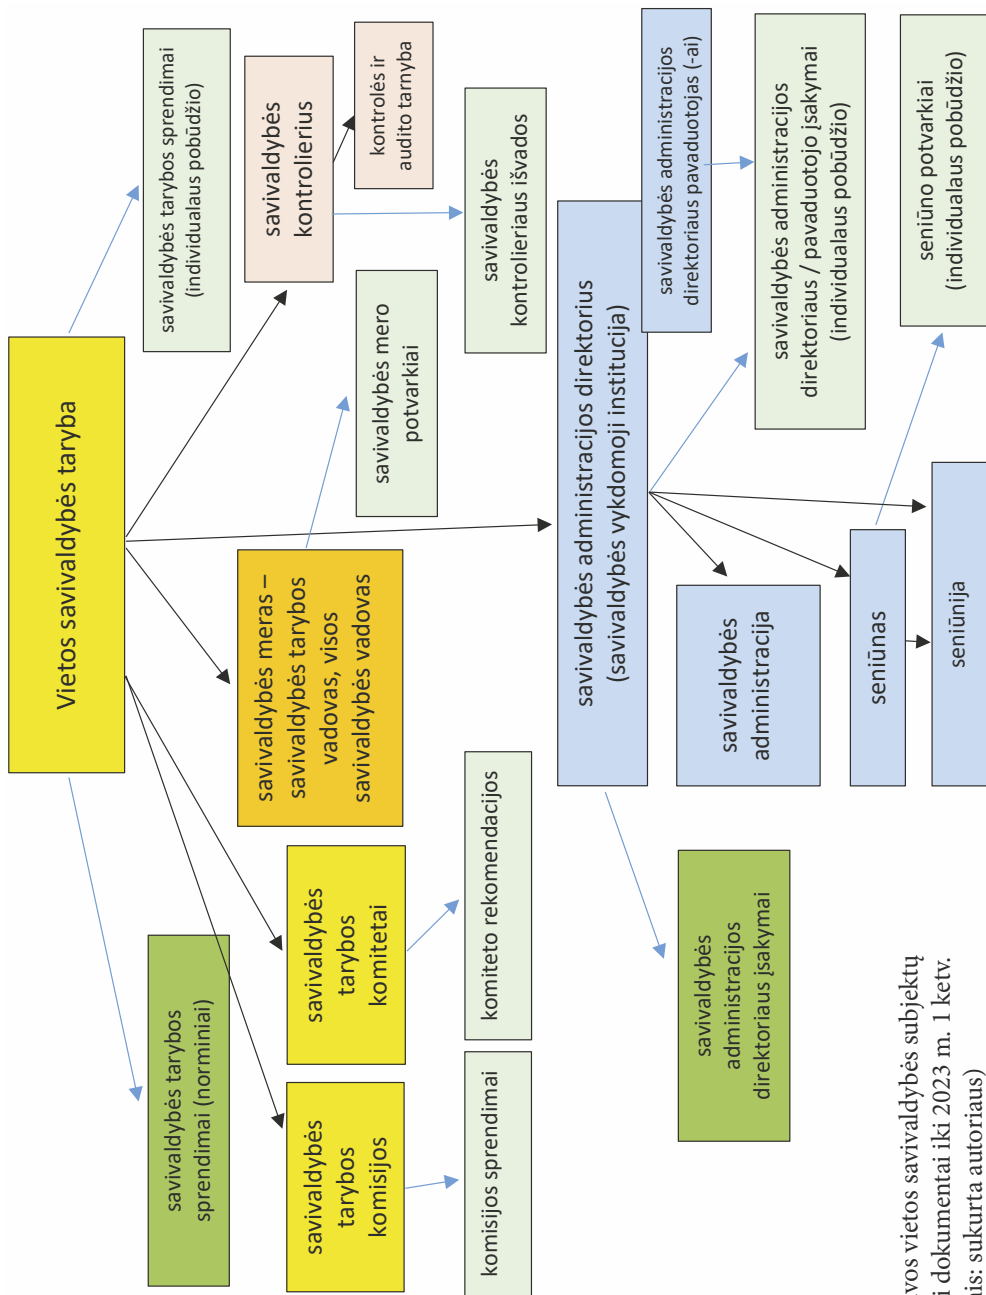 Vietos savivaldybės taryba
savivaldybės tarybos
sprendimai (norminiai)
savivaldybės tarybos sprendimai
(individualaus pobūdžio)
savivaldybės
tarybos
komisijos
savivaldybės
tarybos
komitetai
savivaldybės meras –
savivaldybės tarybos
vadovas, visos
savivaldybės vadovas
savivaldybės mero
potvarkiai
savivaldybės
kontrolierius
kontrolės ir
audito tarnyba
komisijos sprendimai
komiteto rekomendacijos
savivaldybės
kontrolieriaus išvados
savivaldybės administracijos direktorius
(savivaldybės vykdomoji institucija)
savivaldybės administracijos
direktoriaus pavaduotojas (-ai)
savivaldybės
administracijos
direktoriaus įsakymai
savivaldybės
administracija
savivaldybės administracijos
direktoriaus / pavaduotojo įsakymai
(individualaus pobūdžio)
seniūnas
seniūno potvarkiai
(individualaus pobūdžio)
seniūnija
vietos savivaldybės subjektų
dokumentai iki 2023 m. 1 ketv.
sukurta autoriaus)